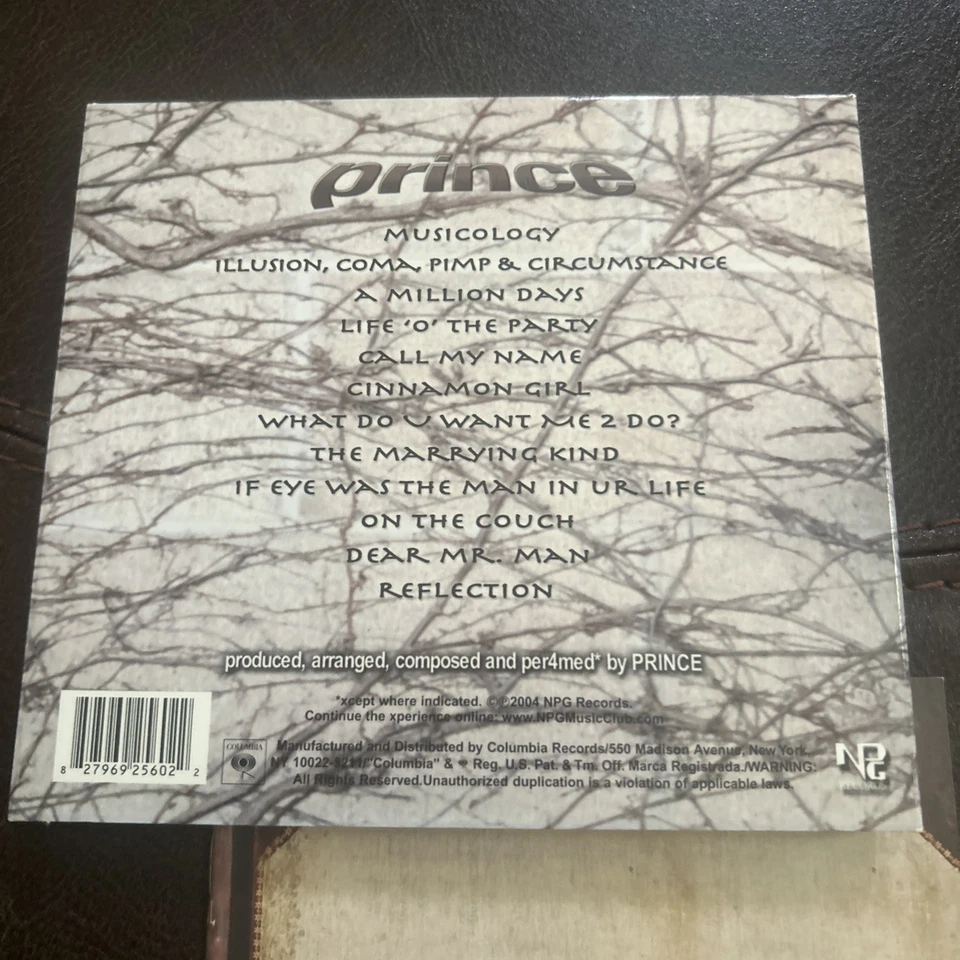 prince
MUSICOLOGY
ILLUSION, COMA, PIMP & CIRCUMSTANCE
A MILLION DAYS
LIFE 'O' THE PARTY
CALL MY NAME
CINNAMON GIRL
WHAT DO U WANT ME 2 DO?
THE MARRYING KIND
IF EYE WAS THE MAN IN UR LIFE
ON THE COUCH
DEAR MR. MAN
REFLECTION
produced, arranged, composed and per4med* by PRINCE
*xcept where indicated. ©℗2004 NPG Records.
Continue the xperience online: www.NPGMusicClub.com
COLUMBIA
Manufactured and Distributed by Columbia Records/550 Madison Avenue, New York,
NY 10022-3211/"Columbia" & Reg. U.S. Pat. & Tm. Off. Marca Registrada./WARNING:
All Rights Reserved.Unauthorized duplication is a violation of applicable laws.
8 27969 25602 2
NPG